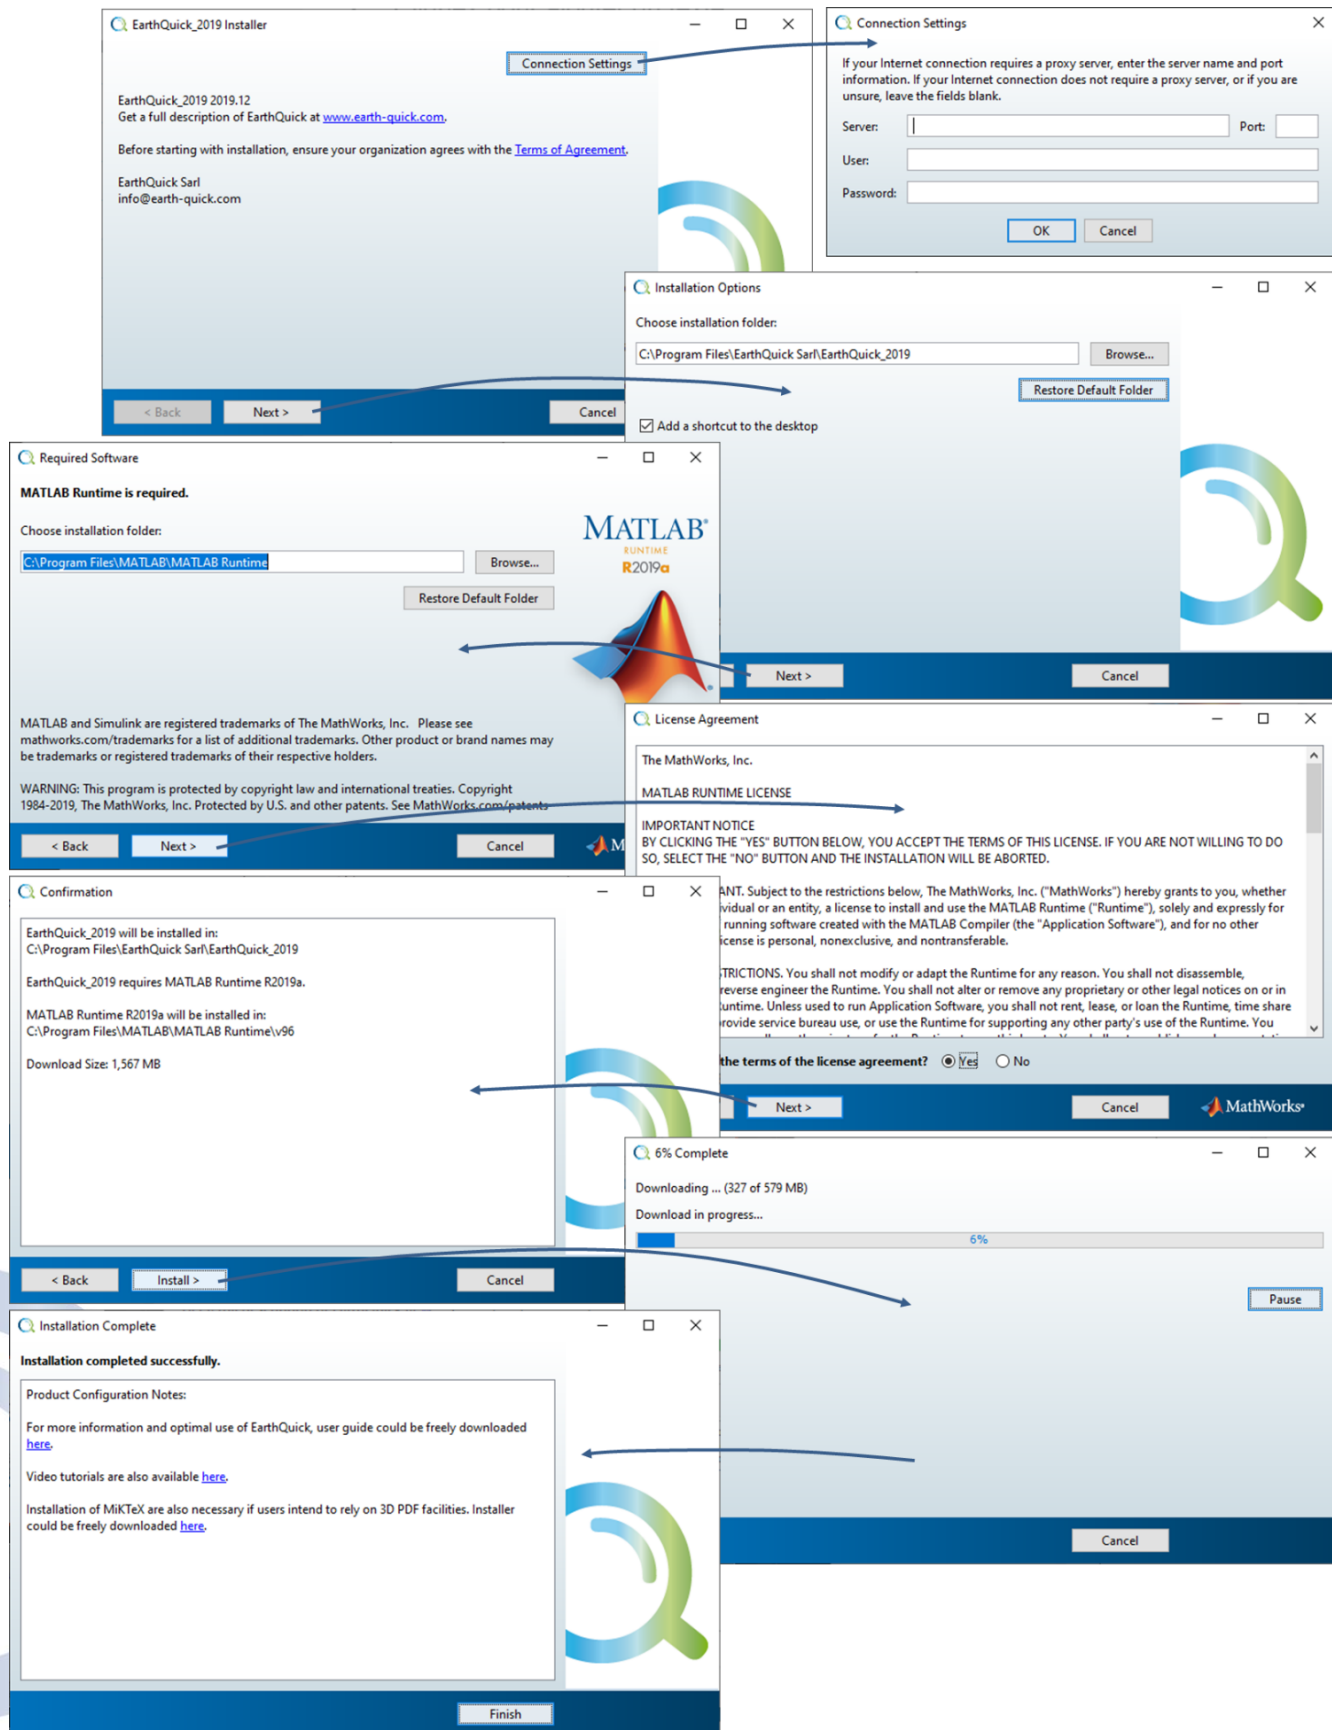 EarthQuick_2019 Installer
Connection Settings
EarthQuick_2019 2019.12
Get a full description of EarthQuick at www.earth-quick.com.
Before starting with installation, ensure your organization agrees with the Terms of Agreement.
EarthQuick Sarl
info@earth-quick.com
< Back
Next >
Cancel
Connection Settings
If your Internet connection requires a proxy server, enter the server name and port
information. If your Internet connection does not require a proxy server, or if you are
unsure, leave the fields blank.
Server:
Port:
User:
Password:
OK
Cancel
Installation Options
Choose installation folder:
C:\Program Files\EarthQuick Sarl\EarthQuick_2019
Browse...
Restore Default Folder
Add a shortcut to the desktop
Next >
Cancel
Required Software
MATLAB Runtime is required.
Choose installation folder:
C:\Program Files\MATLAB\MATLAB Runtime
Browse...
Restore Default Folder
MATLAB®
RUNTIME
R2019a
MATLAB and Simulink are registered trademarks of The MathWorks, Inc. Please see
mathworks.com/trademarks for a list of additional trademarks. Other product or brand names may
be trademarks or registered trademarks of their respective holders.
WARNING: This program is protected by copyright law and international treaties. Copyright
1984-2019, The MathWorks, Inc. Protected by U.S. and other patents. See MathWorks.com/patents
< Back
Next >
Cancel
M
License Agreement
The MathWorks, Inc.
MATLAB RUNTIME LICENSE
IMPORTANT NOTICE
BY CLICKING THE "YES" BUTTON BELOW, YOU ACCEPT THE TERMS OF THIS LICENSE. IF YOU ARE NOT WILLING TO DO
SO, SELECT THE "NO" BUTTON AND THE INSTALLATION WILL BE ABORTED.
ANT. Subject to the restrictions below, The MathWorks, Inc. ("MathWorks") hereby grants to you, whether
ividual or an entity, a license to install and use the MATLAB Runtime ("Runtime"), solely and expressly for
running software created with the MATLAB Compiler (the "Application Software"), and for no other
icense is personal, nonexclusive, and nontransferable.
TRICTIONS. You shall not modify or adapt the Runtime for any reason. You shall not disassemble,
reverse engineer the Runtime. You shall not alter or remove any proprietary or other legal notices on or in
Runtime. Unless used to run Application Software, you shall not rent, lease, or loan the Runtime, time share
rovide service bureau use, or use the Runtime for supporting any other party's use of the Runtime. You
the terms of the license agreement?
Yes
No
Next >
Cancel
MathWorks®
Confirmation
EarthQuick_2019 will be installed in:
C:\Program Files\EarthQuick Sarl\EarthQuick_2019
EarthQuick_2019 requires MATLAB Runtime R2019a.
MATLAB Runtime R2019a will be installed in:
C:\Program Files\MATLAB\MATLAB Runtime\v96
Download Size: 1,567 MB
< Back
Install >
Cancel
6% Complete
Downloading ... (327 of 579 MB)
Download in progress...
6%
Pause
Cancel
Installation Complete
Installation completed successfully.
Product Configuration Notes:
For more information and optimal use of EarthQuick, user guide could be freely downloaded
here.
Video tutorials are also available here.
Installation of MiKTeX are also necessary if users intend to rely on 3D PDF facilities. Installer
could be freely downloaded here.
Finish